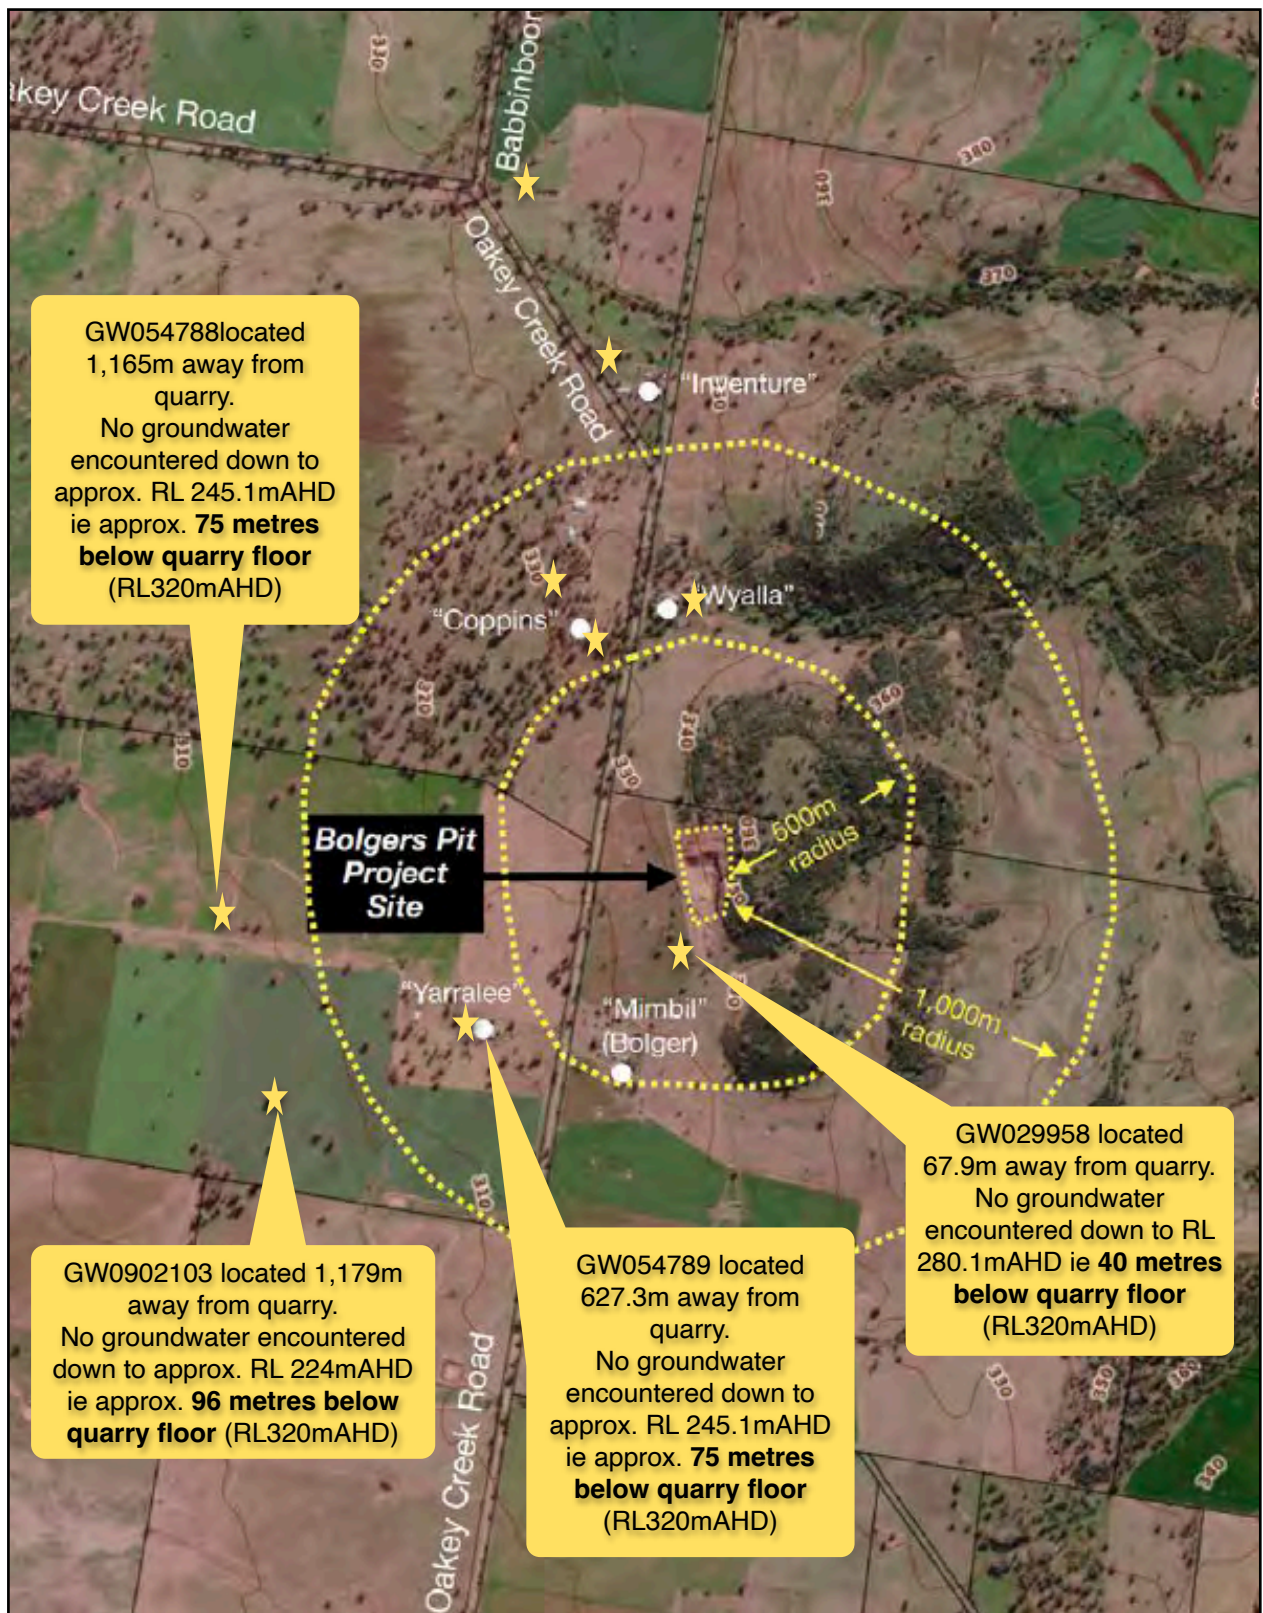 330
Babbinboon
akey Creek Road
380
390
370
Oakey Creek Road
GW054788located
1,165m away from
quarry.
No groundwater
encountered down to
approx. RL 245.1mAHD
ie approx. 75 metres
below quarry floor
(RL320mAHD)
"Inventure"
"Wyalla"
"Coppins"
320
360
340
310
330
Bolgers Pit
Project
Site
500m
radius
"Yarralee"
"Mimbil"
(Bolger)
1,000m
radius
310
GW029958 located
67.9m away from quarry.
No groundwater
encountered down to RL
280.1mAHD ie 40 metres
below quarry floor
(RL320mAHD)
GW0902103 located 1,179m
away from quarry.
No groundwater encountered
down to approx. RL 224mAHD
ie approx. 96 metres below
quarry floor (RL320mAHD)
GW054789 located
627.3m away from
quarry.
No groundwater
encountered down to
approx. RL 245.1mAHD
ie approx. 75 metres
below quarry floor
(RL320mAHD)
Oakey Creek Road
330
350
360
340